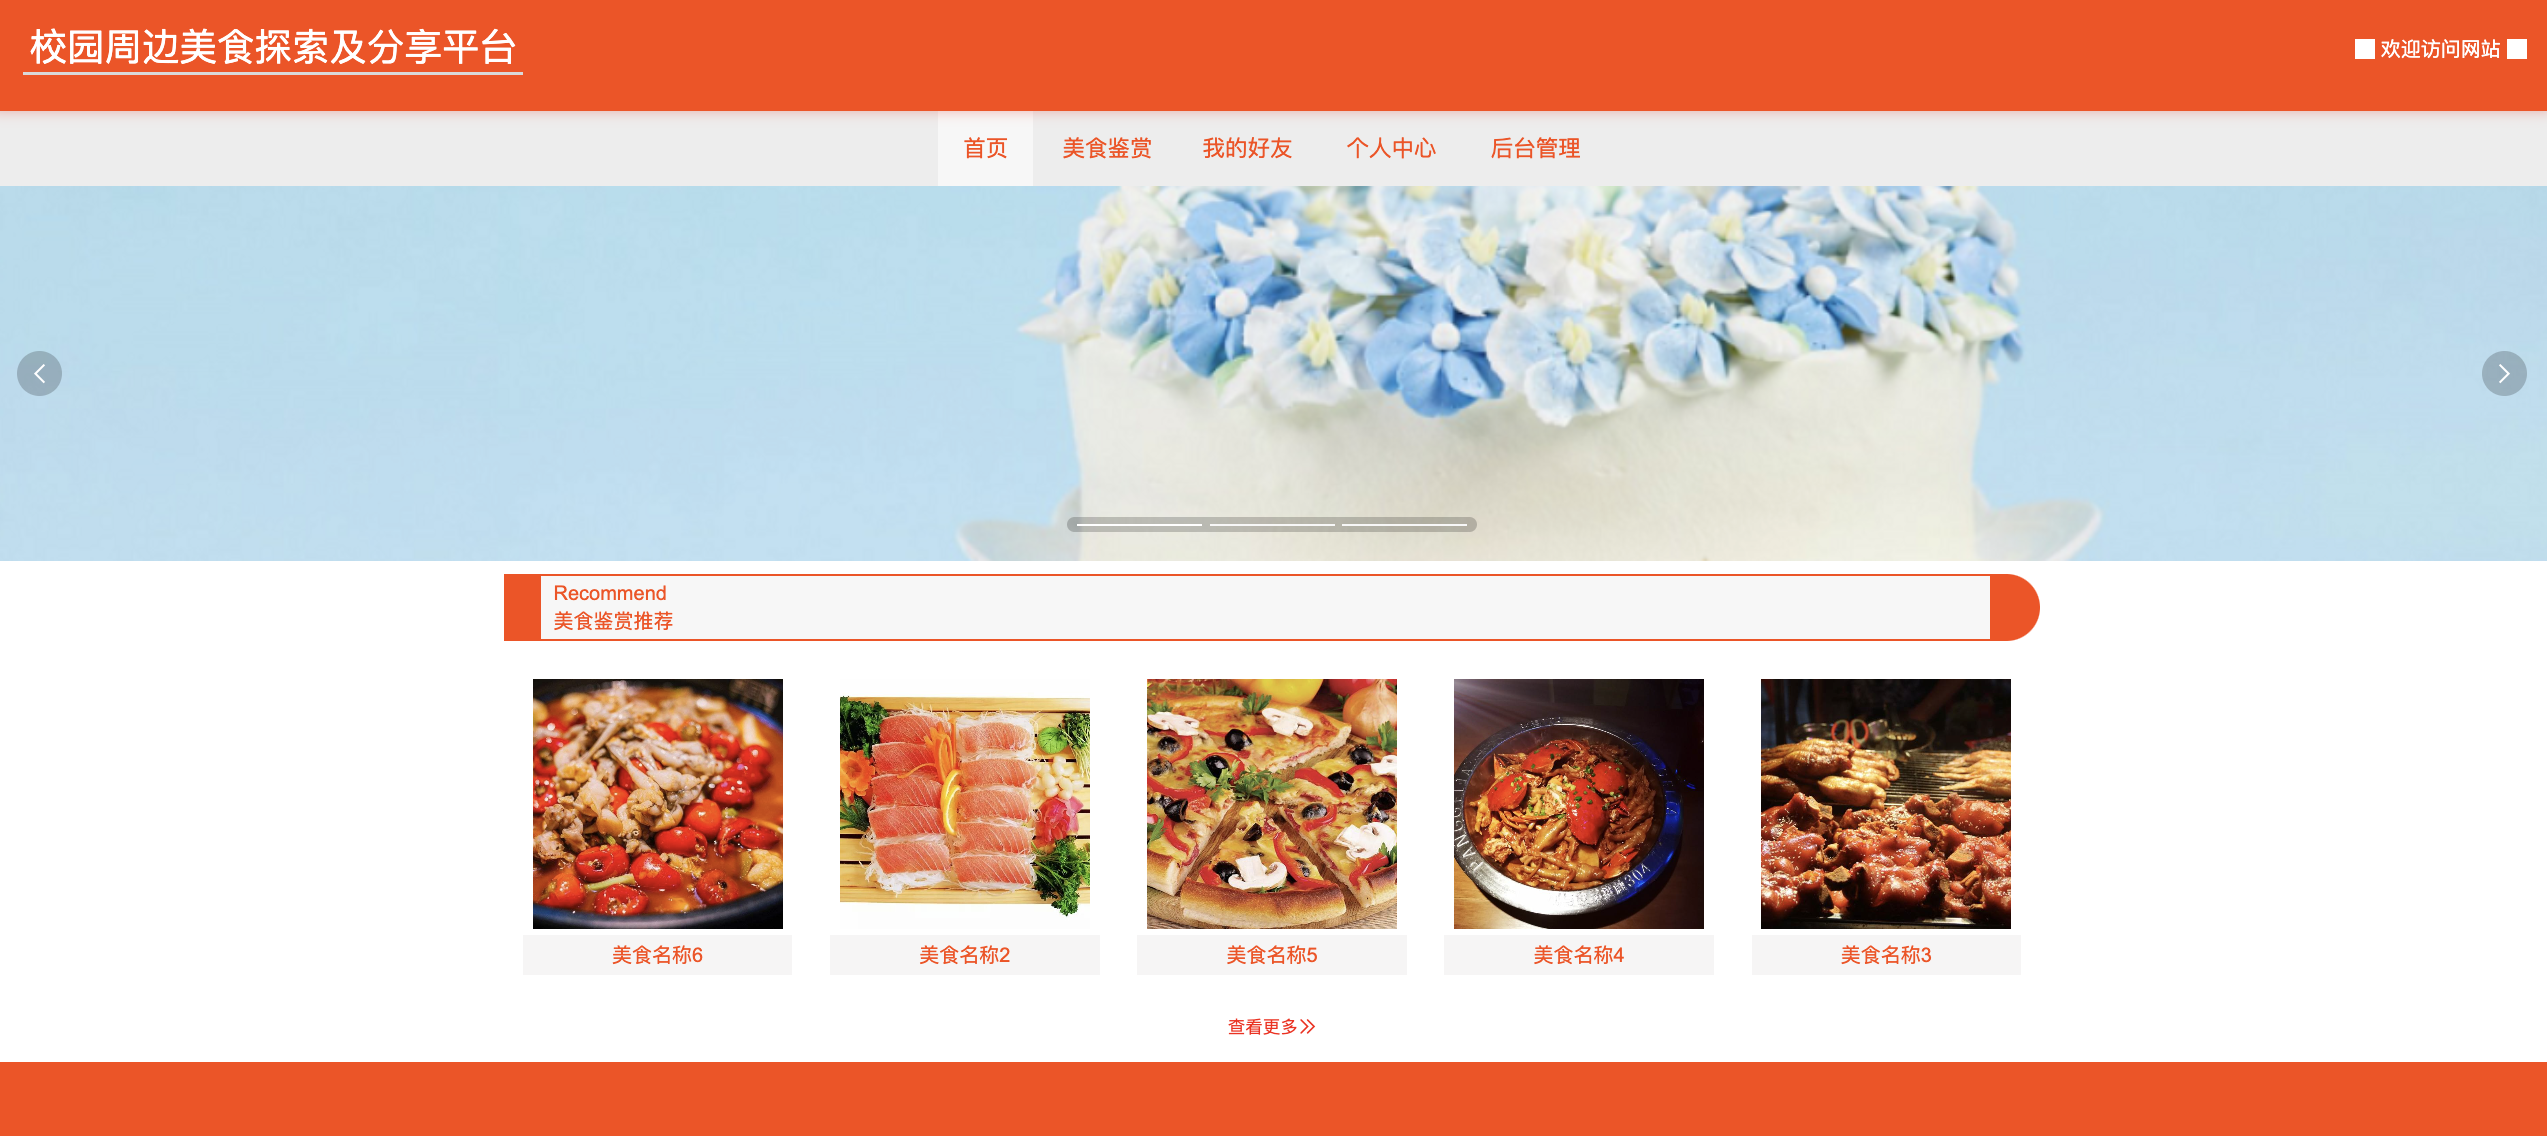 校园周边美食探索及分享平台
欢迎访问网站
首页 美食鉴赏 我的好友 个人中心 后台管理
Recommend
美食鉴赏推荐
美食名称6 美食名称2 美食名称5 美食名称4 美食名称3
查看更多